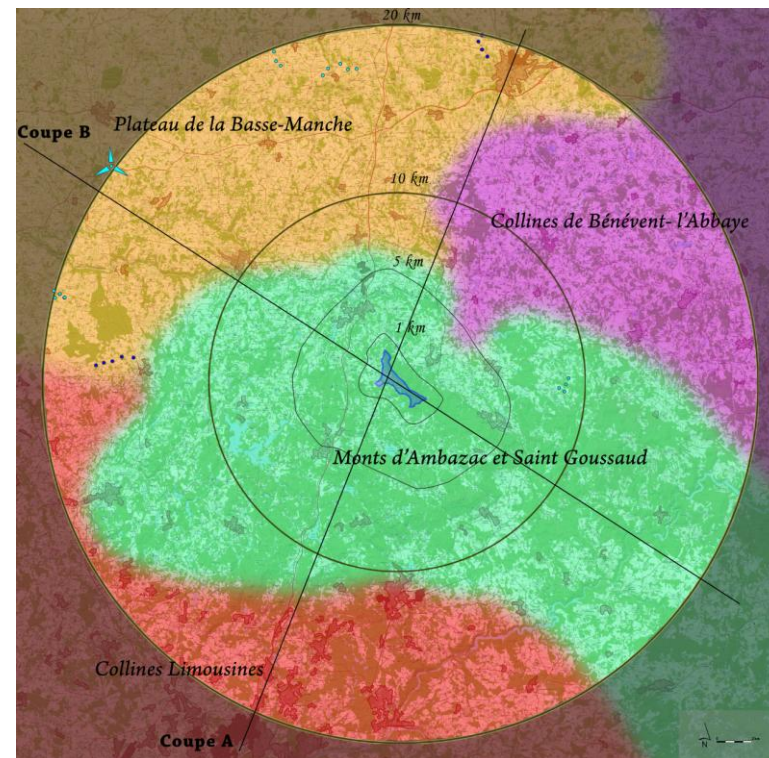 20 km
Plateau de la Basse-Manche
Coupe B
10 km
Collines de Bénévent- l'Abbaye
5 km
1 km
Monts d'Ambazac et Saint Goussaud
Collines Limousines
Coupe A
N